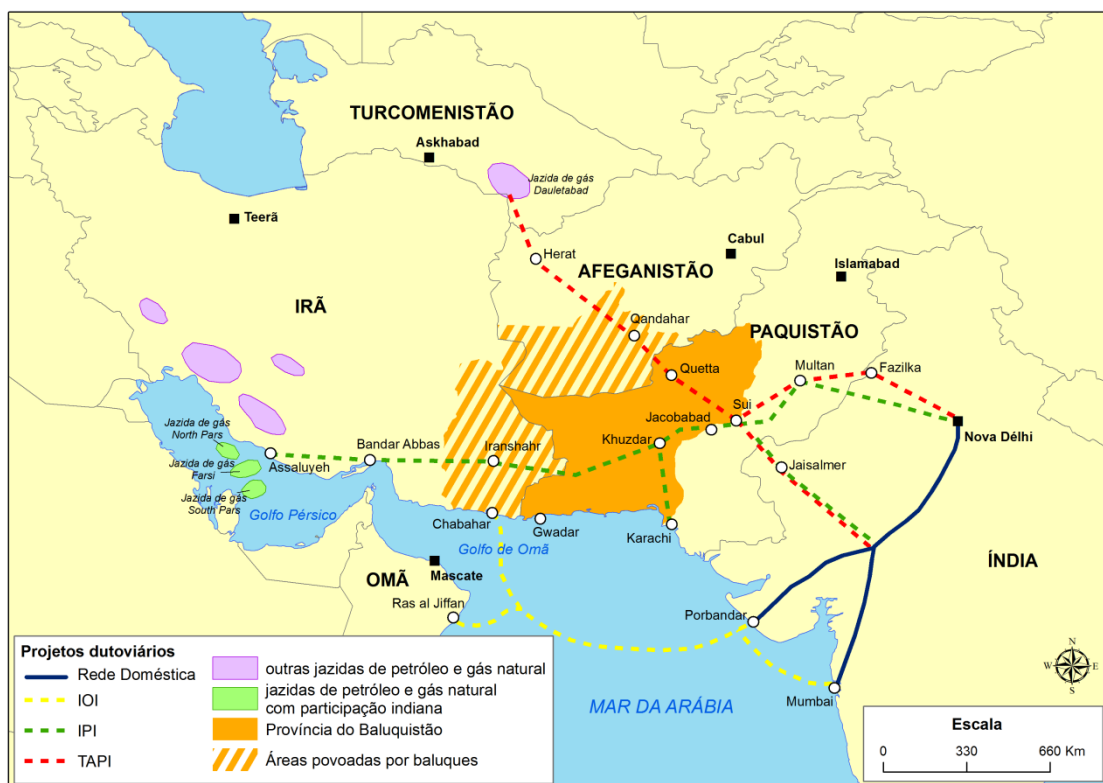 TURCOMENISTÃO
Askhabad
Jazida de gás
Dauletabad
Teerã
Cabul
Herat
Islamabad
AFEGANISTÃO
IRÃ
Qandahar
PAQUISTÃO
Quetta
Multan
Fazilka
Sui
Jacobabad
Nova Délhi
Jazida de gás
North Pars
Bandar Abbas
Iranshahr
Khuzdar
Assaluyeh
Jazida de gás
Farsi
Jaisalmer
Jazida de gás
South Pars
Golfo Pérsico
Chabahar
Gwadar
Karachi
Golfo de Omã
OMÃ
Mascate
ÍNDIA
Ras al Jiffan
Porbandar
Mumbai
MAR DA ARÁBIA
N
W
E
S
Projetos dutoviários
Rede Doméstica
IOI
IPI
TAPI
outras jazidas de petróleo e gás natural
jazidas de petróleo e gás natural
com participação indiana
Província do Baluquistão
Áreas povoadas por baluques
Escala
0 330 660 Km